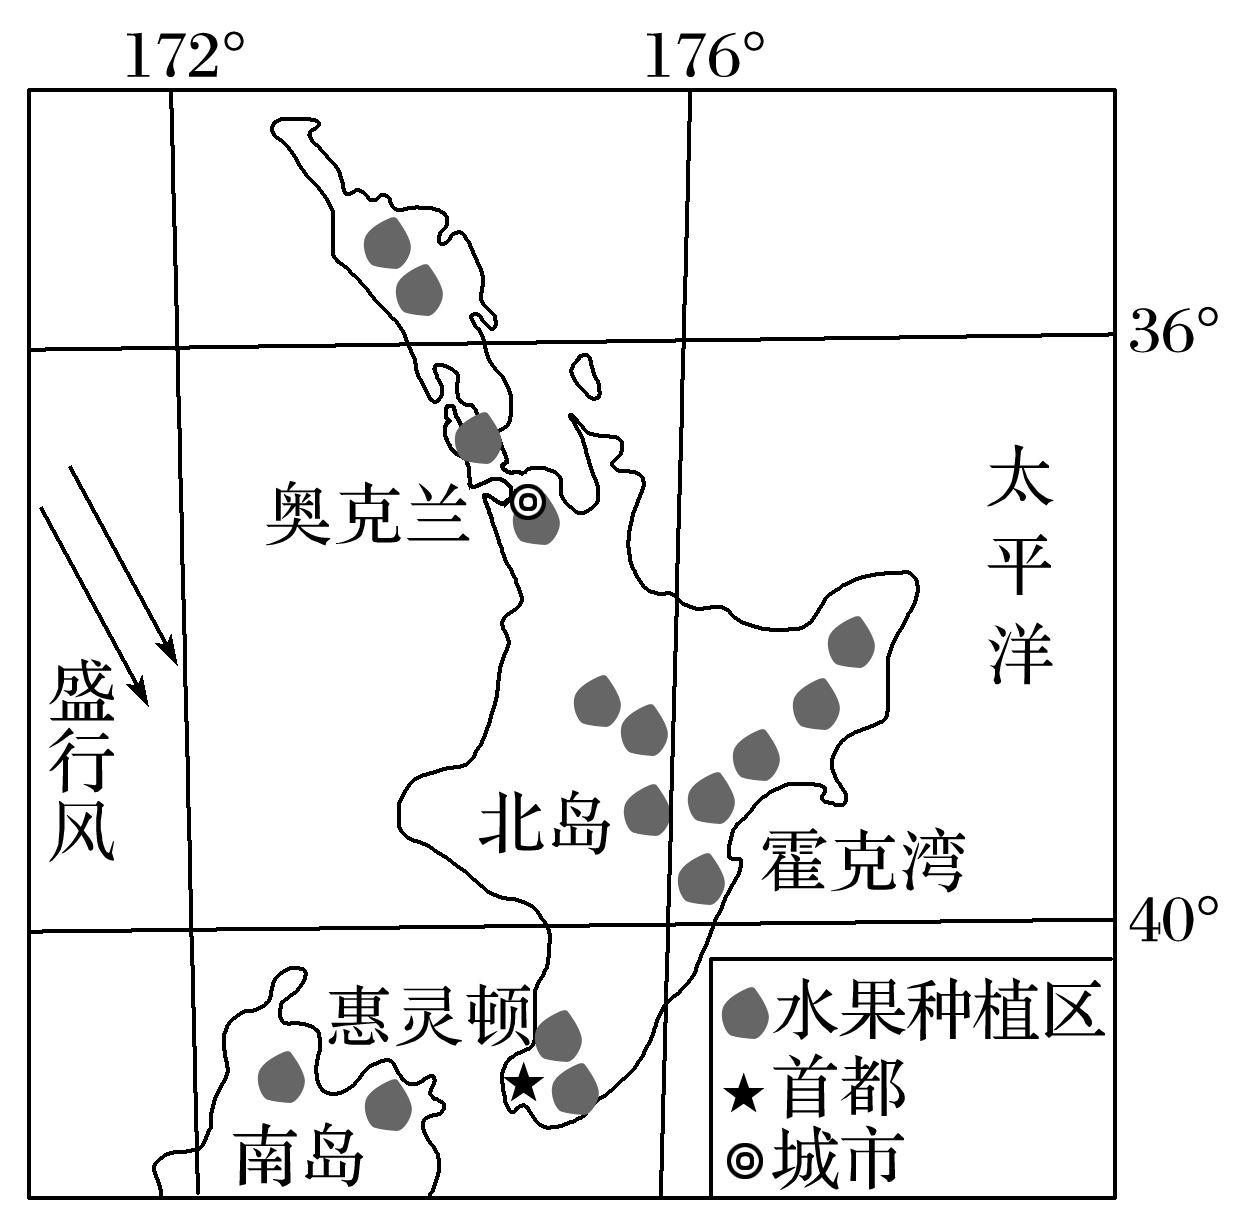 172° 176°
36°
奥克兰
太平洋
盛行风
北岛
霍克湾
40°
惠灵顿
南岛
水果种植区
首都
城市